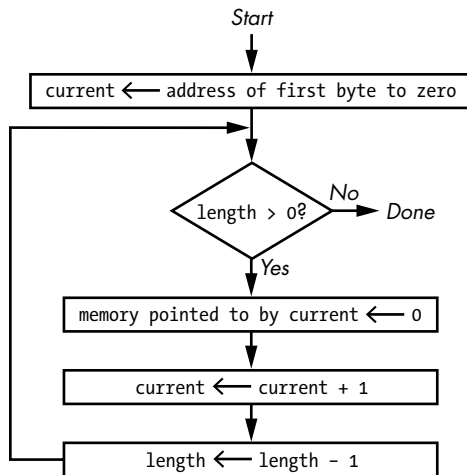 Start
current ← address of first byte to zero
length > 0?
No
Done
Yes
memory pointed to by current ← 0
current ← current + 1
length ← length - 1